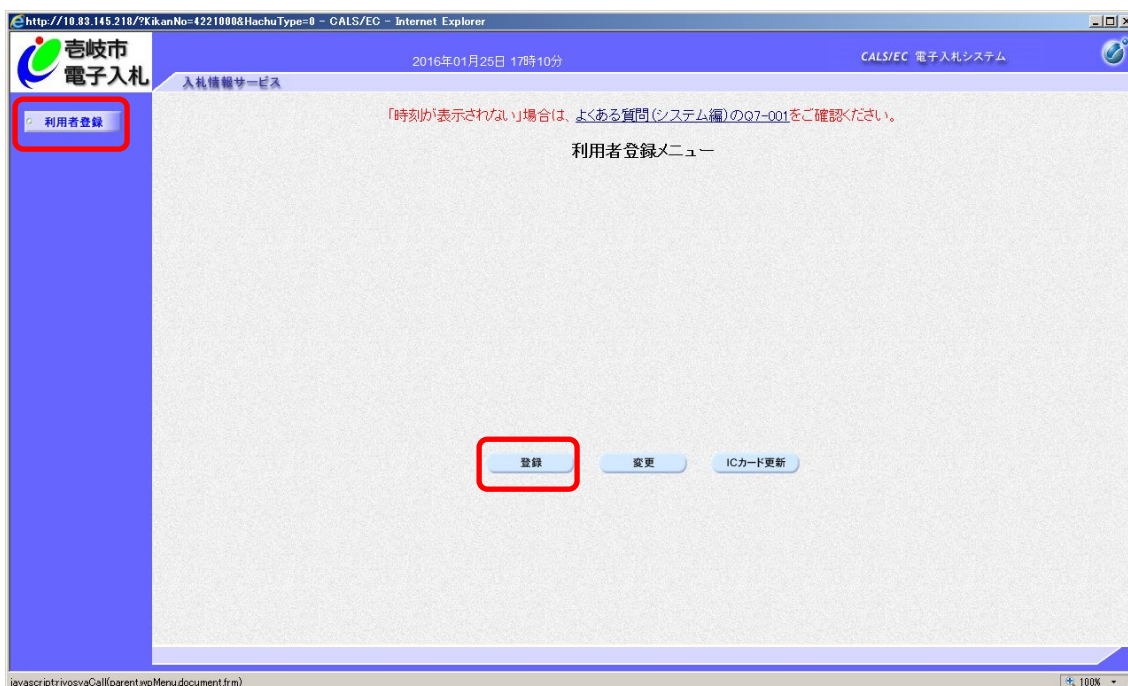 http://10.83.145.218/?KikanNo=4221000&HachuType=0 - CALS/EC - Internet Explorer
壱岐市
電子入札
2016年01月25日 17時10分
CALS/EC 電子入札システム
入札情報サービス
利用者登録
「時刻が表示されない」場合は、よくある質問(システム編)のQ7-001をご確認ください。
利用者登録メニュー
登録
変更
ICカード更新
javascript:riyosyaCall(parent.wpMenu.document.frm)
100%